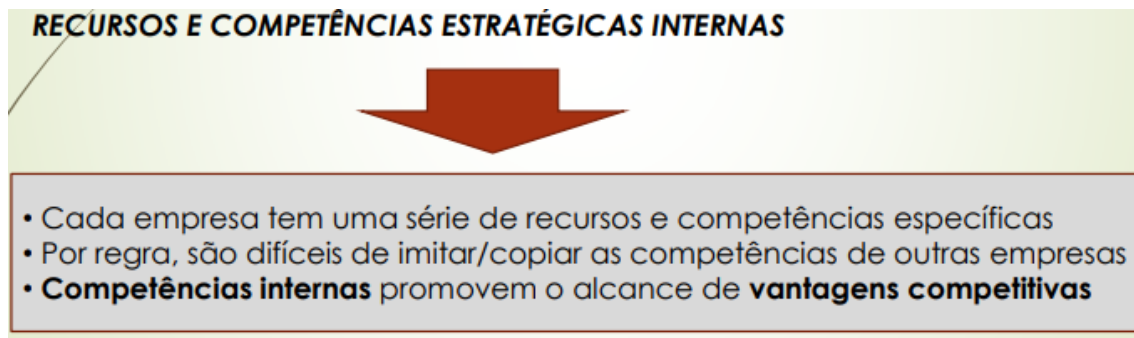 RECURSOS E COMPETÊNCIAS ESTRATÉGICAS INTERNAS
• Cada empresa tem uma série de recursos e competências específicas
• Por regra, são difíceis de imitar/copiar as competências de outras empresas
• Competências internas promovem o alcance de vantagens competitivas